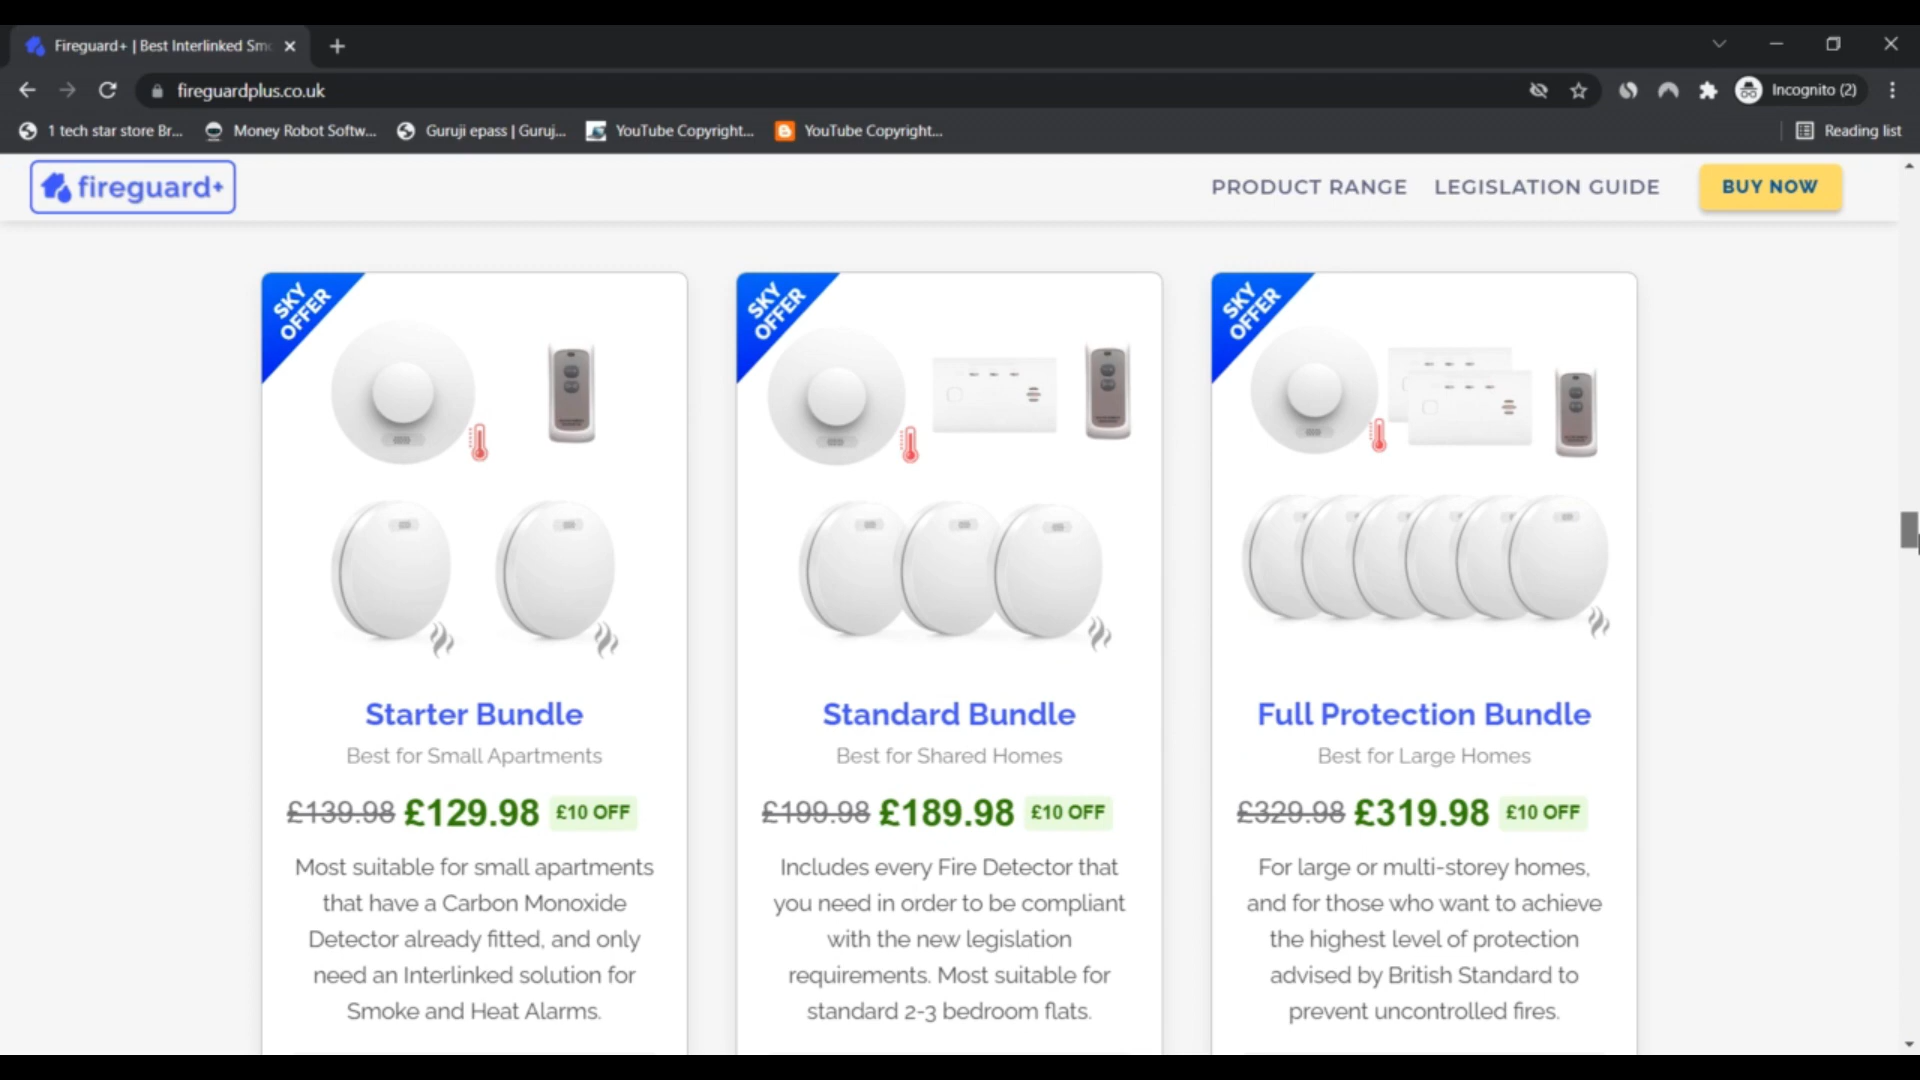 Fireguard+ | Best Interlinked Smo
fireguardplus.co.uk
Incognito (2)
1 tech star store Br...
Money Robot Softw...
Guruji epass | Guruj...
YouTube Copyright...
YouTube Copyright...
Reading list
fireguard+
PRODUCT RANGE
LEGISLATION GUIDE
BUY NOW
SKY
OFFER
SKY
OFFER
SKY
OFFER
Starter Bundle
Best for Small Apartments
£139.98 £129.98 £10 OFF
Most suitable for small apartments
that have a Carbon Monoxide
Detector already fitted, and only
need an Interlinked solution for
Smoke and Heat Alarms.
Standard Bundle
Best for Shared Homes
£199.98 £189.98 £10 OFF
Includes every Fire Detector that
you need in order to be compliant
with the new legislation
requirements. Most suitable for
standard 2-3 bedroom flats.
Full Protection Bundle
Best for Large Homes
£329.98 £319.98 £10 OFF
For large or multi-storey homes,
and for those who want to achieve
the highest level of protection
advised by British Standard to
prevent uncontrolled fires.